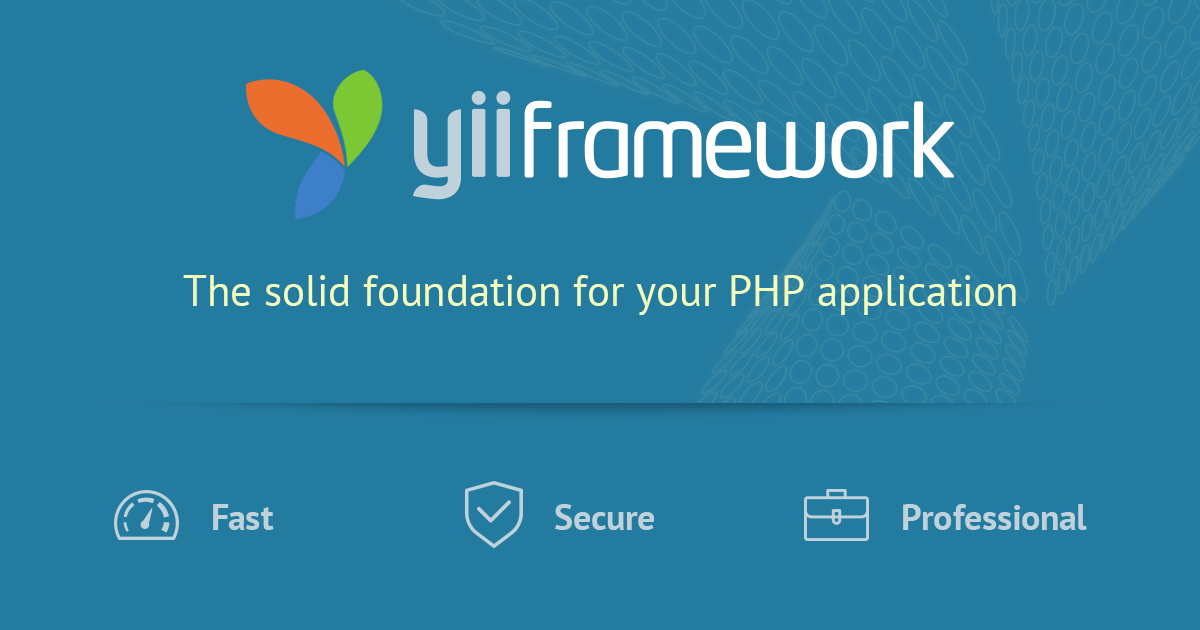 yiiframework
The solid foundation for your PHP application
Fast
Secure
Professional